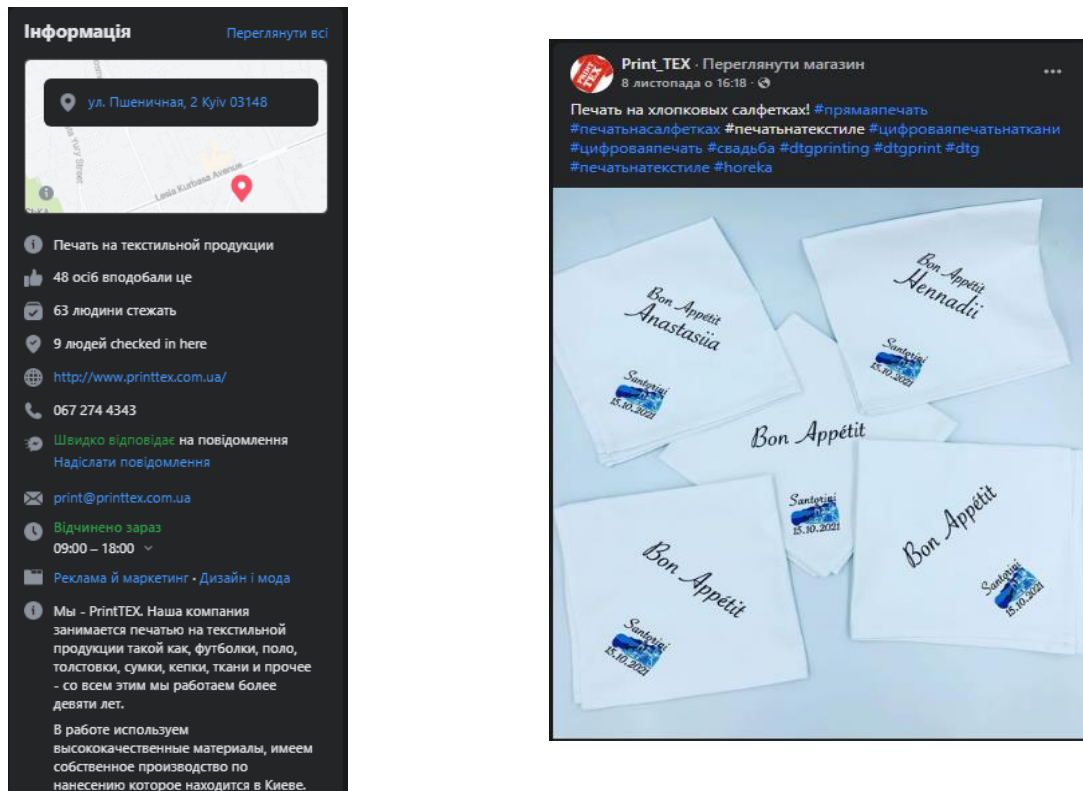 Інформація
Переглянути всі
ул. Пшеничная, 2 Kyiv 03148
Lesia Kurbasa Avenue
Печать на текстильной продукции
48 осіб вподобали це
63 людини стежать
9 людей checked in here
http://www.printtex.com.ua/
067 274 4343
Швидко відповідає на повідомлення
Надіслати повідомлення
print@printtex.com.ua
Відчинено зараз
09:00 – 18:00
Реклама й маркетинг • Дизайн і мода
Мы - PrintTEX. Наша компания
занимается печатью на текстильной
продукции такой как, футболки, поло,
толстовки, сумки, кепки, ткани и прочее
- со всем этим мы работаем более
девяти лет.
В работе используем
высококачественные материалы, имеем
собственное производство по
нанесению которое находится в Киеве.
PRINT TEX
Print_TEX · Переглянути магазин
8 листопада о 16:18 ·
Печать на хлопковых салфетках! #прямаяпечать
#печатьнасалфетках #печатьнатекстиле #цифроваяпечатьнаткани
#цифроваяпечать #свадьба #dtgprinting #dtgprint #dtg
#печатьнатекстиле #horeka
Bon Appétit
Anastasiia
Santorini
15.10.2021
Bon Appétit
Hennadii
Santorini
15.10.2021
Bon Appétit
Santorini
15.10.2021
Bon Appétit
Santorini
15.10.2021
Bon Appétit
Santorini
15.10.2021